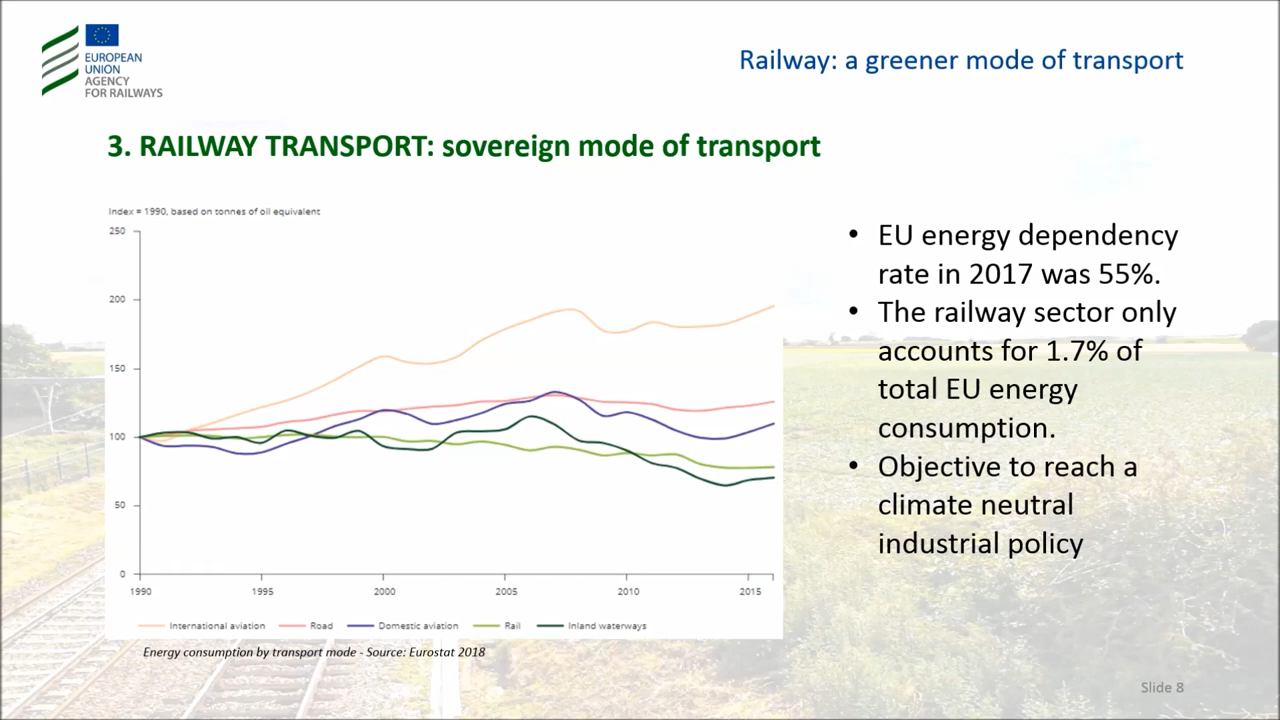 EUROPEAN
UNION
AGENCY
FOR RAILWAYS
Railway: a greener mode of transport
3. RAILWAY TRANSPORT: sovereign mode of transport
Index = 1990, based on tonnes of oil equivalent
250
200
150
100
50
0
1990 1995 2000 2005 2010 2015
International aviation Road Domestic aviation Rail Inland waterways
Energy consumption by transport mode - Source: Eurostat 2018
• EU energy dependency
rate in 2017 was 55%.
• The railway sector only
accounts for 1.7% of
total EU energy
consumption.
• Objective to reach a
climate neutral
industrial policy
Slide 8